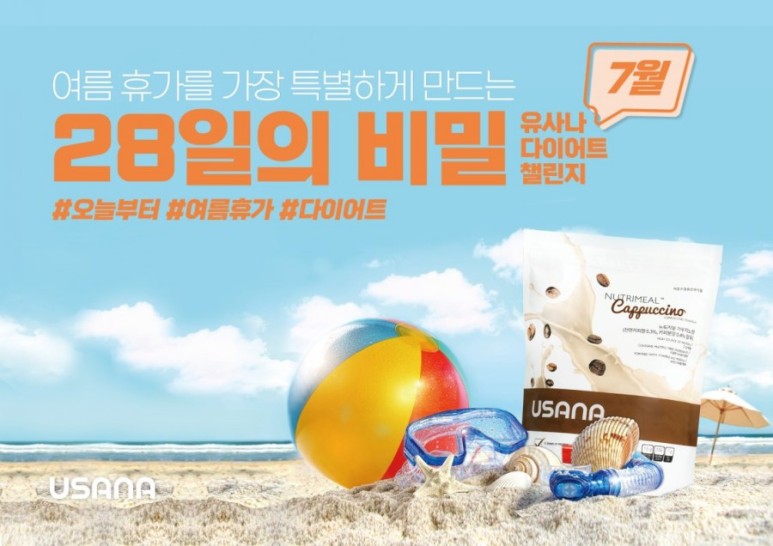 여름 휴가를 가장 특별하게 만드는
7월
28일의 비밀
유사나
다이어트
챌린지
#오늘부터 #여름휴가 #다이어트
NUTRIMEAL™
Cappuccino
USANA
USANA